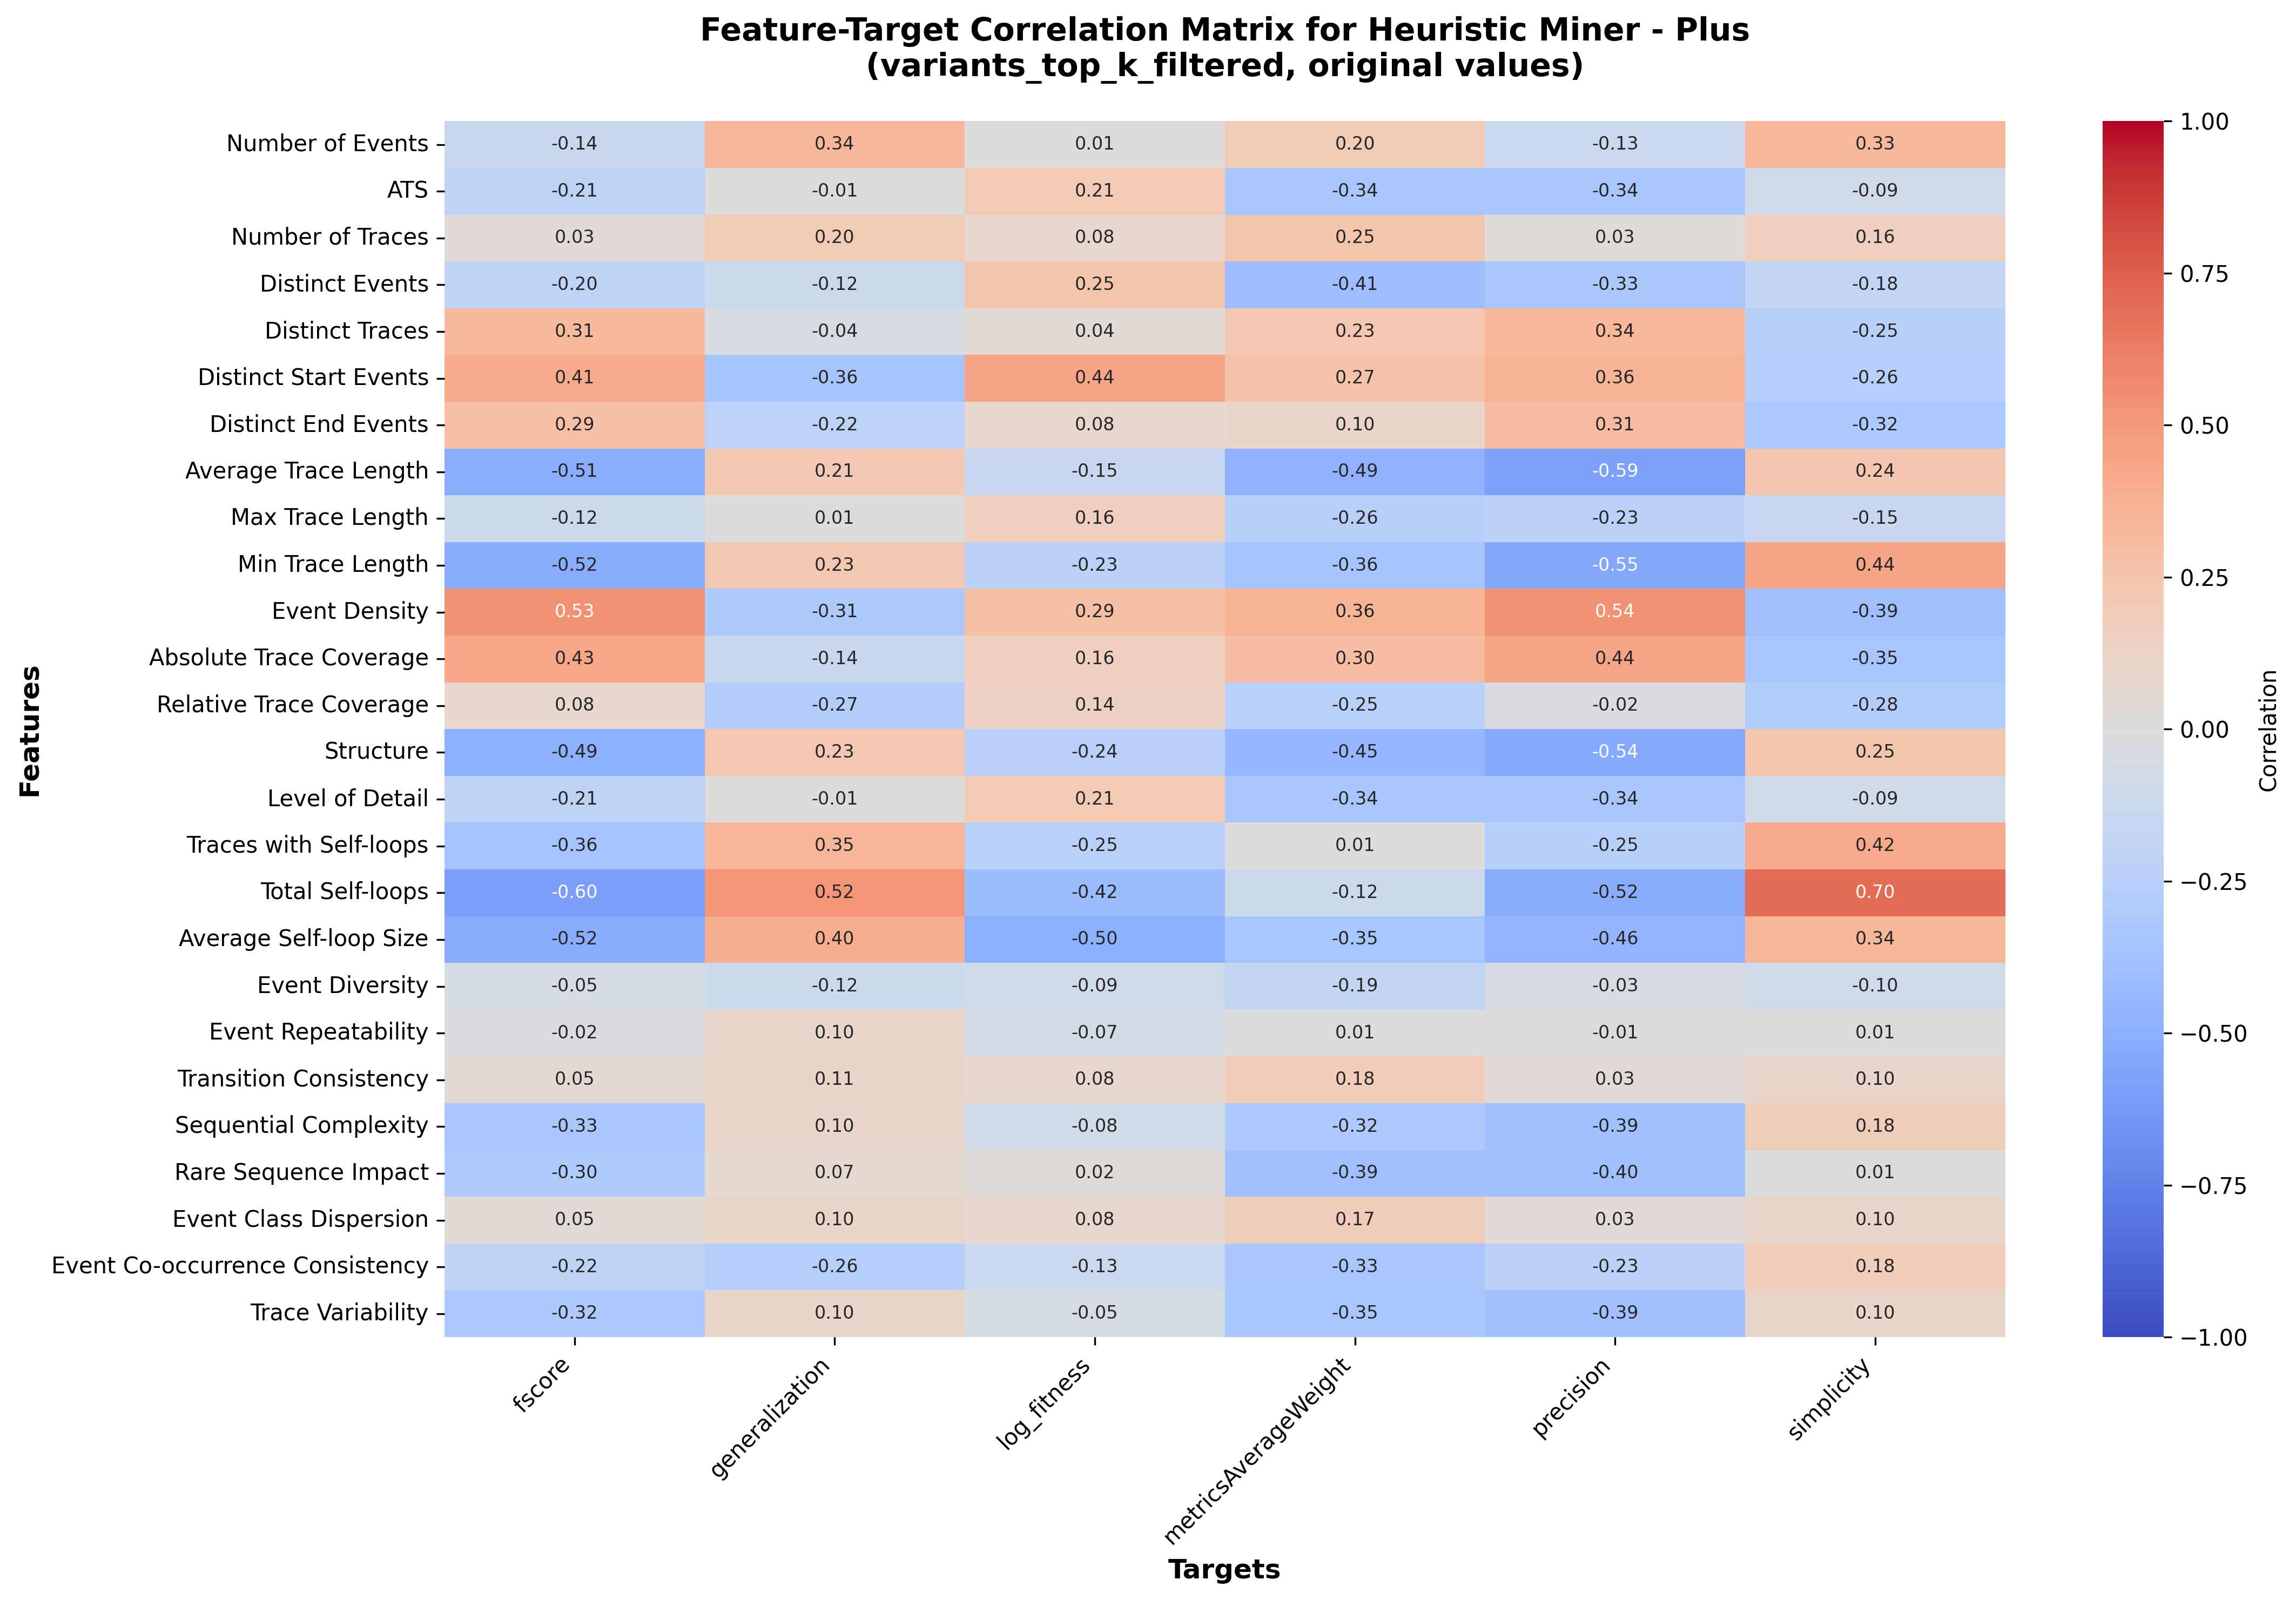 Feature-Target Correlation Matrix for Heuristic Miner - Plus
(variants_top_k_filtered, original values)
Features
Number of Events -0.14 0.34 0.01 0.20 -0.13 0.33
ATS -0.21 -0.01 0.21 -0.34 -0.34 -0.09
Number of Traces 0.03 0.20 0.08 0.25 0.03 0.16
Distinct Events -0.20 -0.12 0.25 -0.41 -0.33 -0.18
Distinct Traces 0.31 -0.04 0.04 0.23 0.34 -0.25
Distinct Start Events 0.41 -0.36 0.44 0.27 0.36 -0.26
Distinct End Events 0.29 -0.22 0.08 0.10 0.31 -0.32
Average Trace Length -0.51 0.21 -0.15 -0.49 -0.59 0.24
Max Trace Length -0.12 0.01 0.16 -0.26 -0.23 -0.15
Min Trace Length -0.52 0.23 -0.23 -0.36 -0.55 0.44
Event Density 0.53 -0.31 0.29 0.36 0.54 -0.39
Absolute Trace Coverage 0.43 -0.14 0.16 0.30 0.44 -0.35
Relative Trace Coverage 0.08 -0.27 0.14 -0.25 -0.02 -0.28
Structure -0.49 0.23 -0.24 -0.45 -0.54 0.25
Level of Detail -0.21 -0.01 0.21 -0.34 -0.34 -0.09
Traces with Self-loops -0.36 0.35 -0.25 0.01 -0.25 0.42
Total Self-loops -0.60 0.52 -0.42 -0.12 -0.52 0.70
Average Self-loop Size -0.52 0.40 -0.50 -0.35 -0.46 0.34
Event Diversity -0.05 -0.12 -0.09 -0.19 -0.03 -0.10
Event Repeatability -0.02 0.10 -0.07 0.01 -0.01 0.01
Transition Consistency 0.05 0.11 0.08 0.18 0.03 0.10
Sequential Complexity -0.33 0.10 -0.08 -0.32 -0.39 0.18
Rare Sequence Impact -0.30 0.07 0.02 -0.39 -0.40 0.01
Event Class Dispersion 0.05 0.10 0.08 0.17 0.03 0.10
Event Co-occurrence Consistency -0.22 -0.26 -0.13 -0.33 -0.23 0.18
Trace Variability -0.32 0.10 -0.05 -0.35 -0.39 0.10
fscore generalization log_fitness metricsAverageWeight precision simplicity
Targets
1.00
0.75
0.50
0.25
0.00
−0.25
−0.50
−0.75
−1.00
Correlation